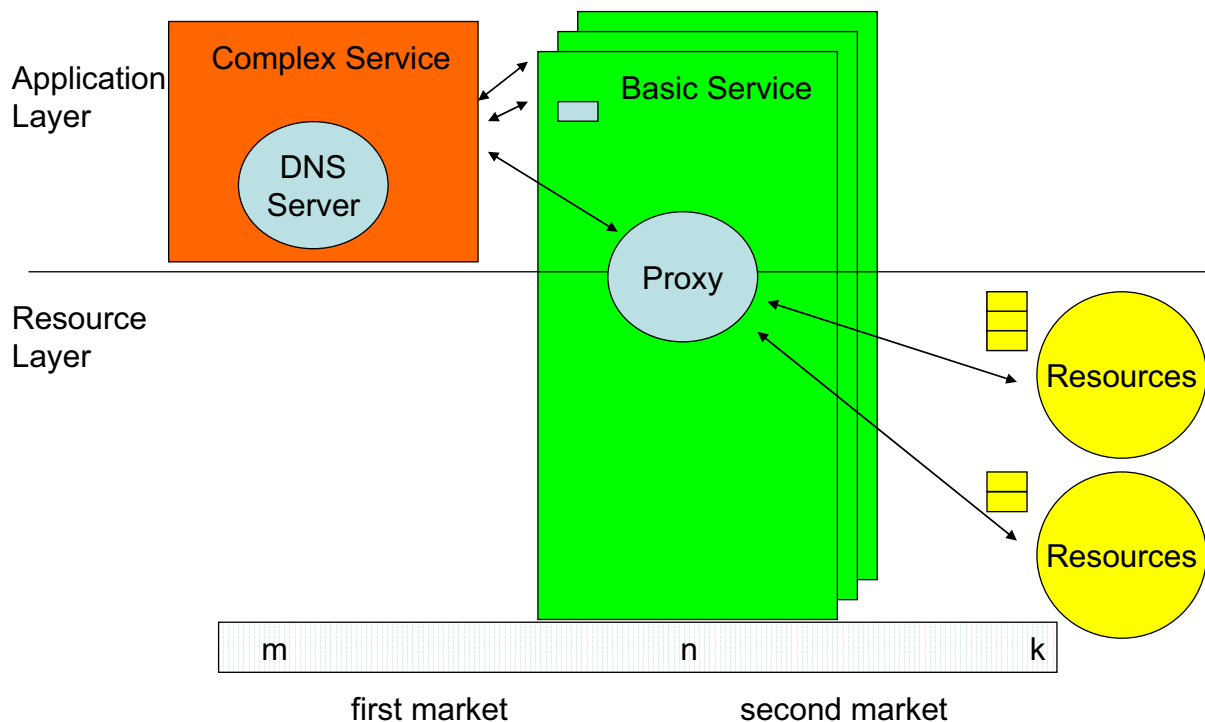 Complex Service
Application
Layer
Basic Service
DNS
Server
Proxy
Resource
Layer
Resources
Resources
m n k
first market second market